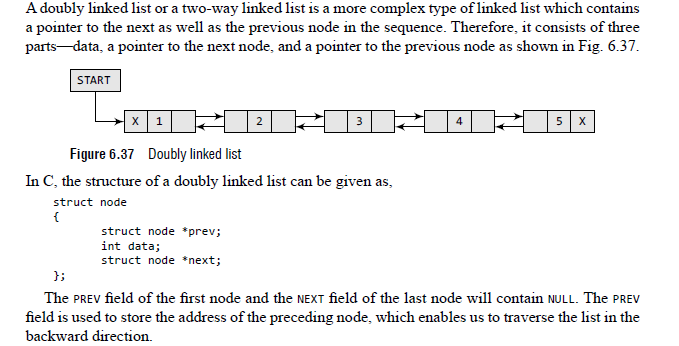 A doubly linked list or a two-way linked list is a more complex type of linked list which contains
a pointer to the next as well as the previous node in the sequence. Therefore, it consists of three
parts—data, a pointer to the next node, and a pointer to the previous node as shown in Fig. 6.37.
START
X 1 2 3 4 5 X
Figure 6.37 Doubly linked list
In C, the structure of a doubly linked list can be given as,
struct node
{
struct node *prev;
int data;
struct node *next;
};
The PREV field of the first node and the NEXT field of the last node will contain NULL. The PREV
field is used to store the address of the preceding node, which enables us to traverse the list in the
backward direction.